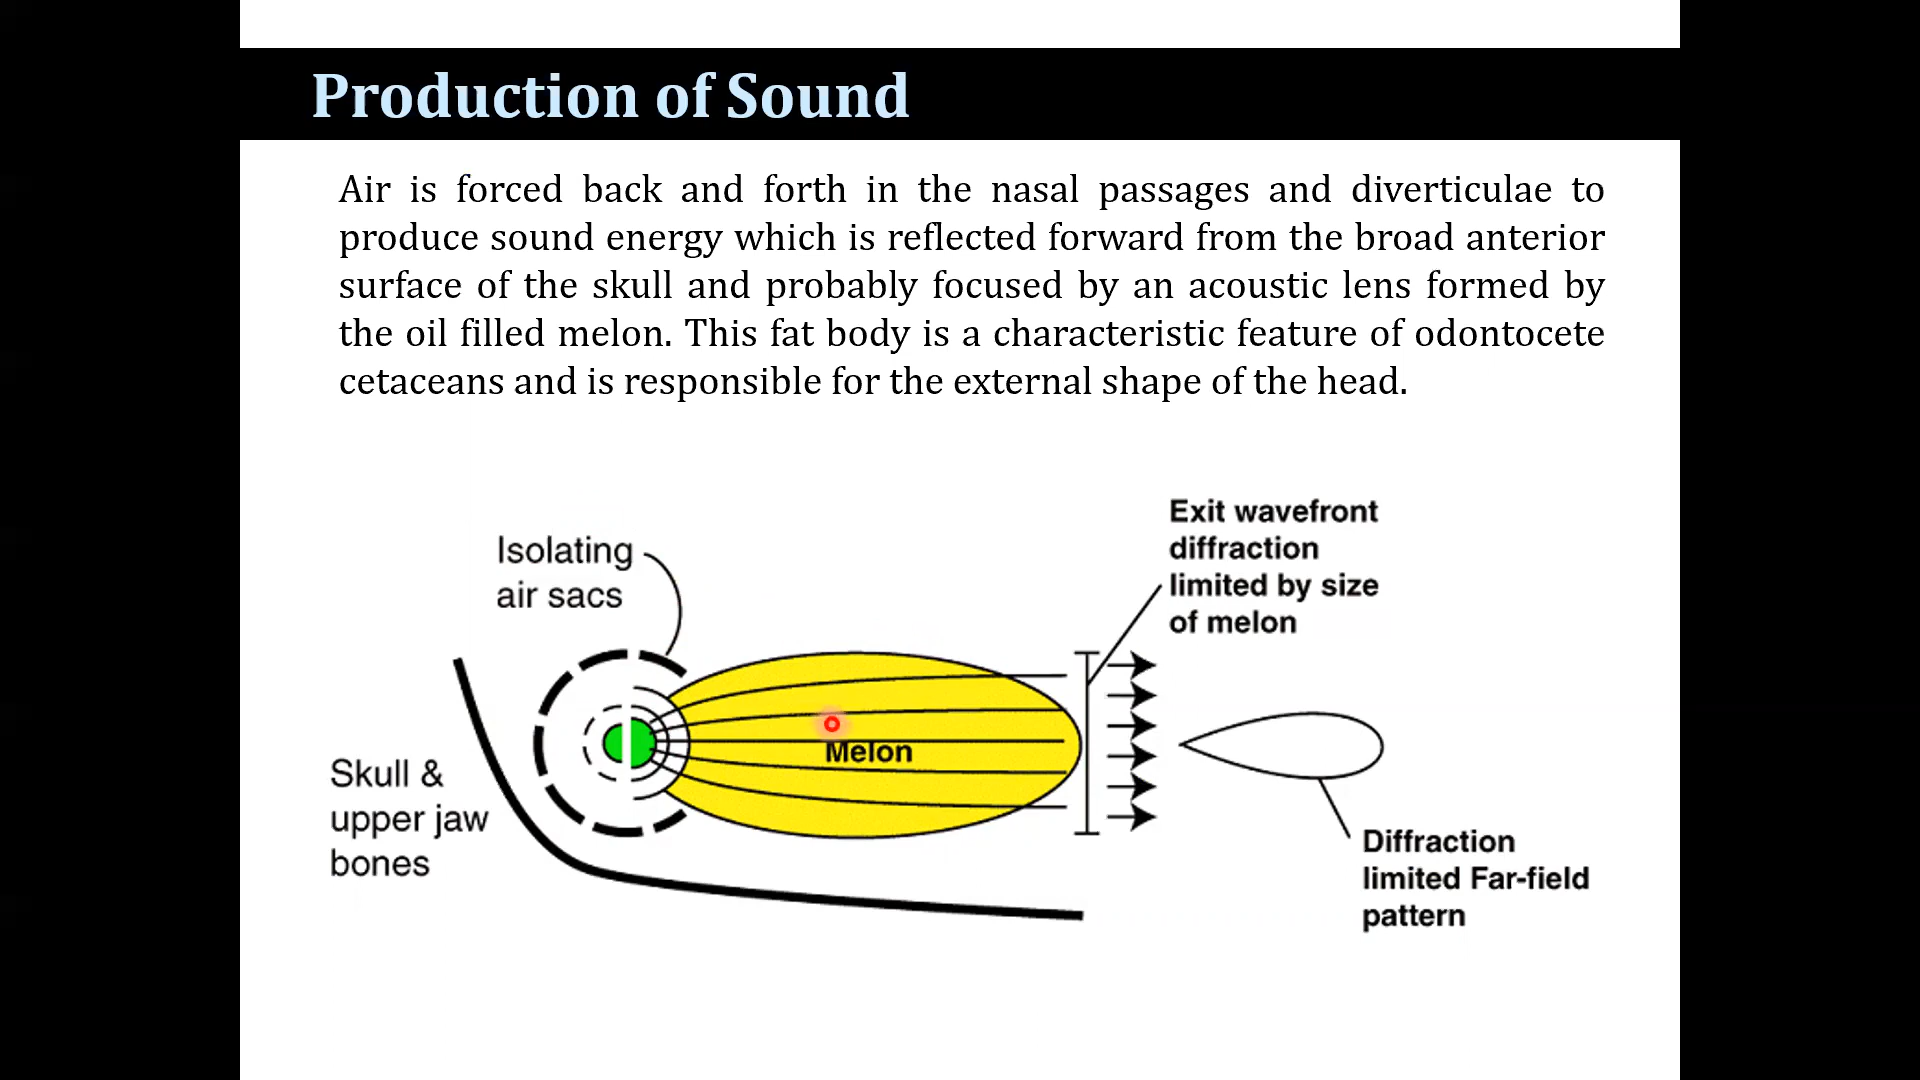 Production of Sound
Air is forced back and forth in the nasal passages and diverticulae to
produce sound energy which is reflected forward from the broad anterior
surface of the skull and probably focused by an acoustic lens formed by
the oil filled melon. This fat body is a characteristic feature of odontocete
cetaceans and is responsible for the external shape of the head.
Exit wavefront
diffraction
limited by size
of melon
Isolating
air sacs
Melon
Skull &
upper jaw
bones
Diffraction
limited Far-field
pattern